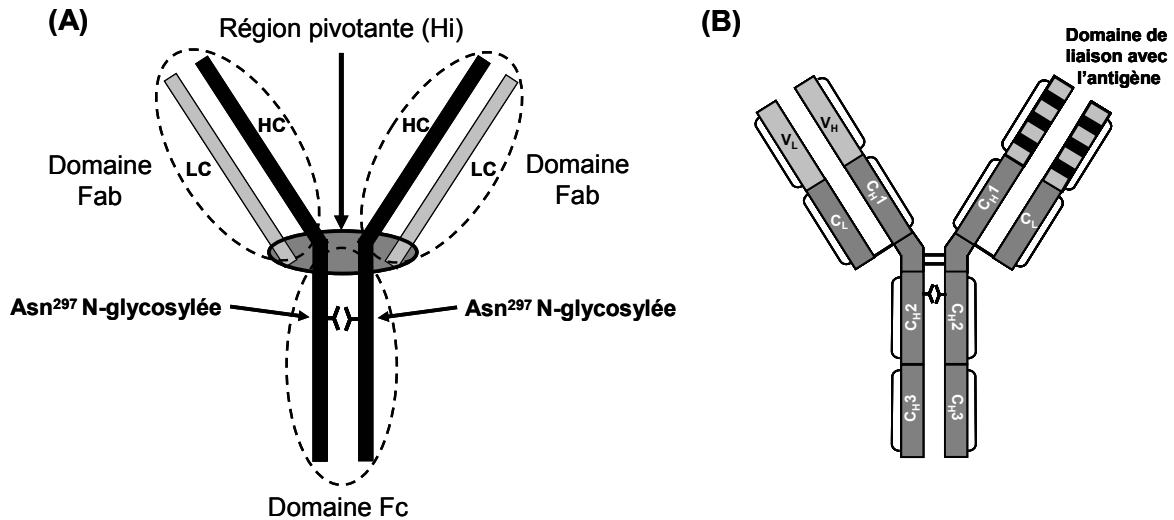 (A)
Région pivotante (Hi)
HC
HC
LC
LC
Domaine
Fab
Domaine
Fab
Asn297 N-glycosylée
Asn297 N-glycosylée
Domaine Fc
(B)
Domaine de
liaison avec
l'antigène
VL
VH
CH1
CL
CH1
CL
CH2
CH2
CH3
CH3